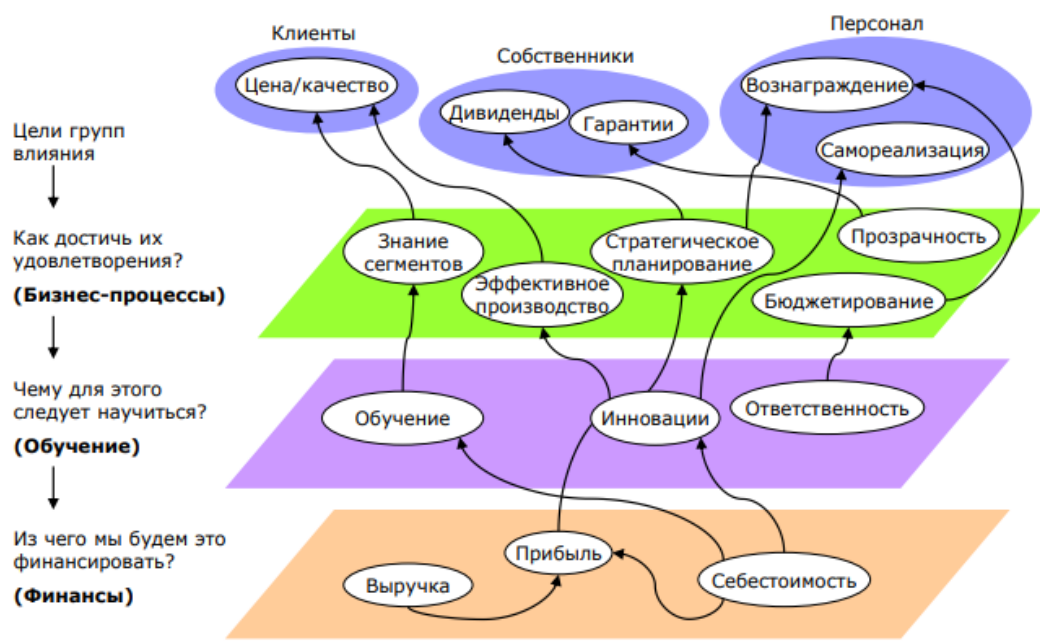 Клиенты
Собственники
Персонал
Цена/качество
Дивиденды
Гарантии
Вознаграждение
Самореализация
Цели групп
влияния
Как достичь их
удовлетворения?
(Бизнес-процессы)
Знание
сегментов
Эффективное
производство
Стратегическое
планирование
Прозрачность
Бюджетирование
Чему для этого
следует научиться?
(Обучение)
Обучение
Инновации
Ответственность
Из чего мы будем это
финансировать?
(Финансы)
Выручка
Прибыль
Себестоимость